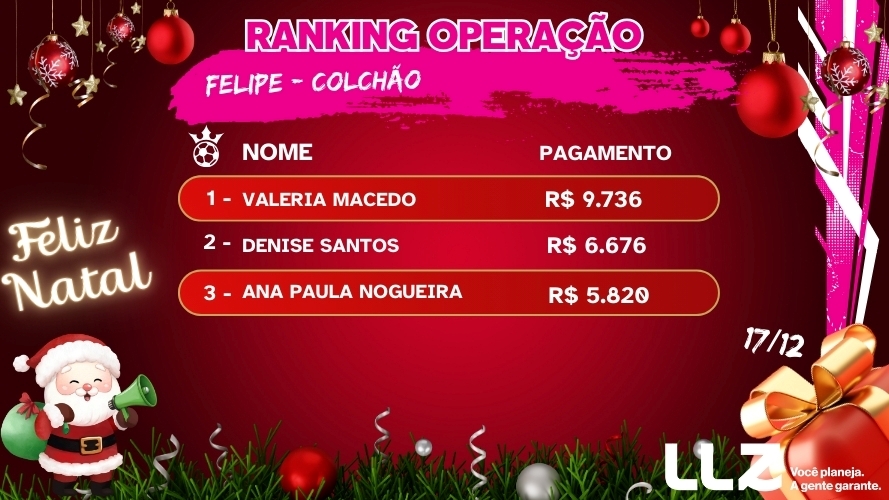 RANKING OPERAÇÃO
FELIPE - COLCHÃO
NOME PAGAMENTO
1 - VALERIA MACEDO R$ 9.736
2 - DENISE SANTOS R$ 6.676
3 - ANA PAULA NOGUEIRA R$ 5.820
Feliz
Natal
17/12
LLZ
Você planeja.
A gente garante.